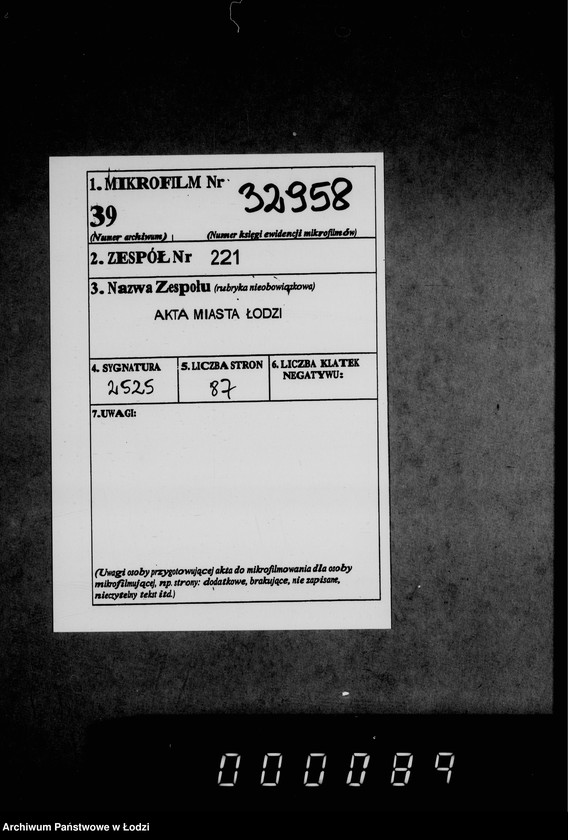 1. MIKROFILM Nr 32958
39
(Numer archiwum) (Numer księgi ewidencji mikrofilmów)
2. ZESPÓŁ Nr 221
3. Nazwa Zespołu (rubryka nieobowiązkowa)
AKTA MIASTA ŁODZI
4. SYGNATURA 5. LICZBA STRON 6. LICZBA KLATEK
NEGATYWU:
2525 87
7. UWAGI:
(Uwagi osoby przygotowującej akta do mikrofilmowania dla osoby
mikrofilmującej, np. strony: dodatkowe, brakujące, nie zapisane,
nieczytelny tekst itd.)
000089
Archiwum Państwowe w Łodzi